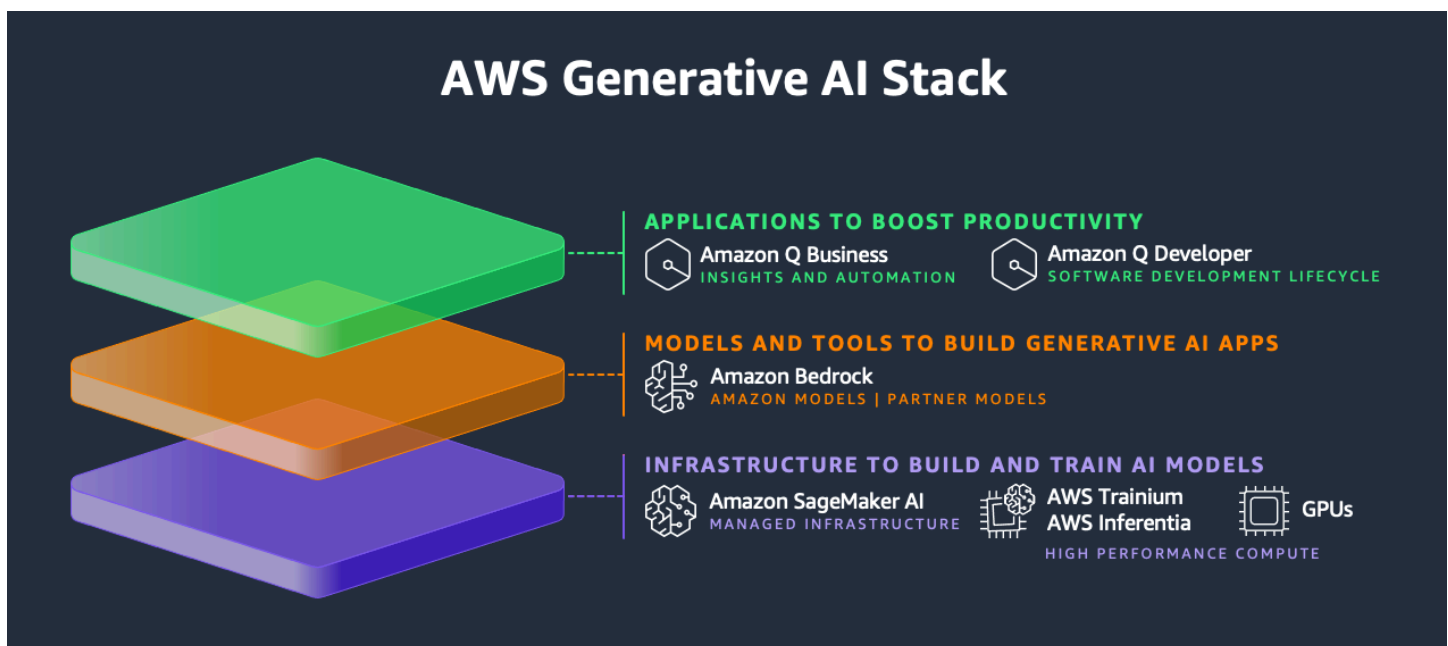 AWS Generative AI Stack
APPLICATIONS TO BOOST PRODUCTIVITY
Amazon Q Business
INSIGHTS AND AUTOMATION
Amazon Q Developer
SOFTWARE DEVELOPMENT LIFECYCLE
MODELS AND TOOLS TO BUILD GENERATIVE AI APPS
Amazon Bedrock
AMAZON MODELS | PARTNER MODELS
INFRASTRUCTURE TO BUILD AND TRAIN AI MODELS
Amazon SageMaker AI
MANAGED INFRASTRUCTURE
AWS Trainium
AWS Inferentia
GPUs
HIGH PERFORMANCE COMPUTE